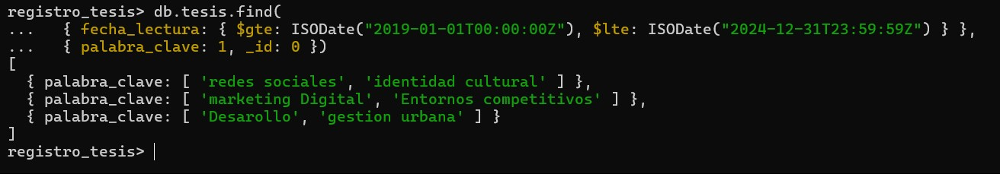 registro_tesis> db.tesis.find(
...   { fecha_lectura: { $gte: ISODate("2019-01-01T00:00:00Z"), $lte: ISODate("2024-12-31T23:59:59Z") } },
...   { palabra_clave: 1, _id: 0 })
[
  { palabra_clave: [ 'redes sociales', 'identidad cultural' ] },
  { palabra_clave: [ 'marketing Digital', 'Entornos competitivos' ] },
  { palabra_clave: [ 'Desarollo', 'gestion urbana' ] }
]
registro_tesis>